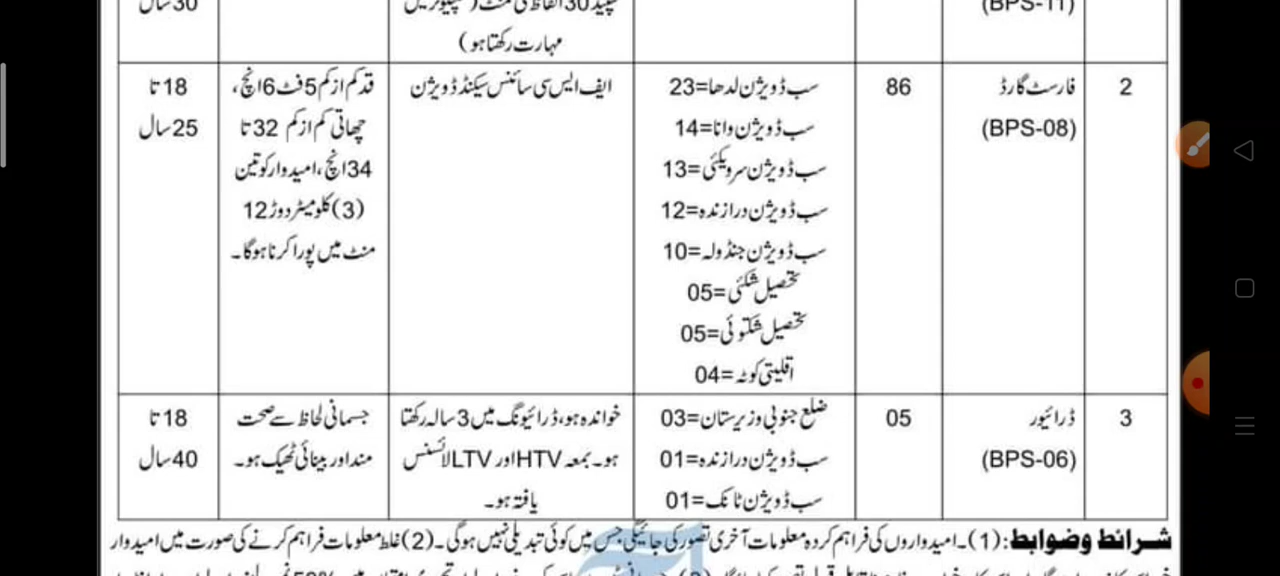 (BPS-11)
سپیڈ 30 الفاظ فی منٹ (کمپیوٹر میں
مہارت رکھتا ہو)
30 سال
2
فارسٹ گارڈ
(BPS-08)
86
سب ڈویژن لدھا=23
سب ڈویژن وانا=14
سب ڈویژن سرویکئی=13
سب ڈویژن درازندہ=12
سب ڈویژن جنڈولہ=10
تحصیل شکئی=05
تحصیل شکتوئی=05
اقلیتی کوٹہ=04
ایف ایس سی سائنس سیکنڈ ڈویژن
قد کم از کم 5 فٹ 6 انچ،
چھاتی کم از کم 32 تا
34 انچ، امیدوار کو تین
(3) کلومیٹر دوڑ 12
منٹ میں پورا کرنا ہوگا۔
18 تا
25 سال
3
ڈرائیور
(BPS-06)
05
ضلع جنوبی وزیرستان=03
سب ڈویژن درازندہ=01
سب ڈویژن ٹانک=01
خواندہ ہو، ڈرائیونگ میں 3 سالہ رکھتا
ہو۔ بمعہ HTV اور LTV لائسنس
یافتہ ہو۔
جسمانی لحاظ سے صحت
مند اور بینائی ٹھیک ہو۔
18 تا
40 سال
شرائط وضوابط: (1)۔ امیدواروں کی فراہم کردہ معلومات آخری تصور کی جائیگی جس میں کوئی تبدیلی نہیں ہوگی۔ (2) غلط معلومات فراہم کرنے کی صورت میں امیدوار